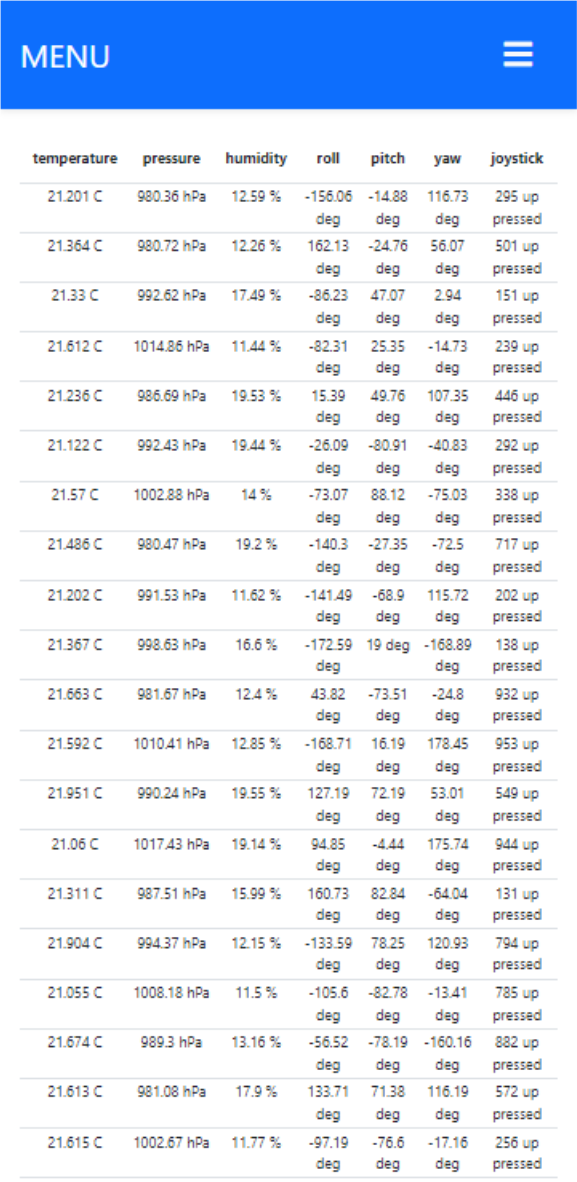 MENU
temperature pressure humidity roll pitch yaw joystick
21.201 C 980.36 hPa 12.59 % -156.06 -14.88 116.73 295 up
deg deg deg pressed
21.364 C 980.72 hPa 12.26 % 162.13 -24.76 56.07 501 up
deg deg deg pressed
21.33 C 992.62 hPa 17.49 % -86.23 47.07 2.94 151 up
deg deg deg pressed
21.612 C 1014.86 hPa 11.44 % -82.31 25.35 -14.73 239 up
deg deg deg pressed
21.236 C 986.69 hPa 19.53 % 15.39 49.76 107.35 446 up
deg deg deg pressed
21.122 C 992.43 hPa 19.44 % -26.09 -80.91 -40.83 292 up
deg deg deg pressed
21.57 C 1002.88 hPa 14 % -73.07 88.12 -75.03 338 up
deg deg deg pressed
21.486 C 980.47 hPa 19.2 % -140.3 -27.35 -72.5 717 up
deg deg deg pressed
21.202 C 991.53 hPa 11.62 % -141.49 -68.9 115.72 202 up
deg deg deg pressed
21.367 C 998.63 hPa 16.6 % -172.59 19 deg -168.89 138 up
deg deg pressed
21.663 C 981.67 hPa 12.4 % 43.82 -73.51 -24.8 932 up
deg deg deg pressed
21.592 C 1010.41 hPa 12.85 % -168.71 16.19 178.45 953 up
deg deg deg pressed
21.951 C 990.24 hPa 19.55 % 127.19 72.19 53.01 549 up
deg deg deg pressed
21.06 C 1017.43 hPa 19.14 % 94.85 -4.44 175.74 944 up
deg deg deg pressed
21.311 C 987.51 hPa 15.99 % 160.73 82.84 -64.04 131 up
deg deg deg pressed
21.904 C 994.37 hPa 12.15 % -133.59 78.25 120.93 794 up
deg deg deg pressed
21.055 C 1008.18 hPa 11.5 % -105.6 -82.78 -13.41 785 up
deg deg deg pressed
21.674 C 989.3 hPa 13.16 % -56.52 -78.19 -160.16 882 up
deg deg deg pressed
21.613 C 981.08 hPa 17.9 % 133.71 71.38 116.19 572 up
deg deg deg pressed
21.615 C 1002.67 hPa 11.77 % -97.19 -76.6 -17.16 256 up
deg deg deg pressed